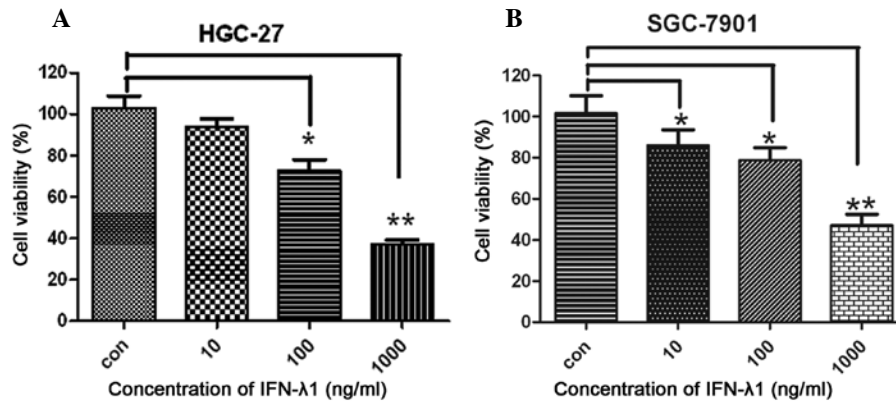 A
HGC-27
Cell viability (%)
120
100
80
60
40
20
0
*
**
con
10
100
1000
Concentration of IFN-λ1 (ng/ml)
B
SGC-7901
Cell viability (%)
120
100
80
60
40
20
0
*
*
**
con
10
100
1000
Concentration of IFN-λ1 (ng/ml)